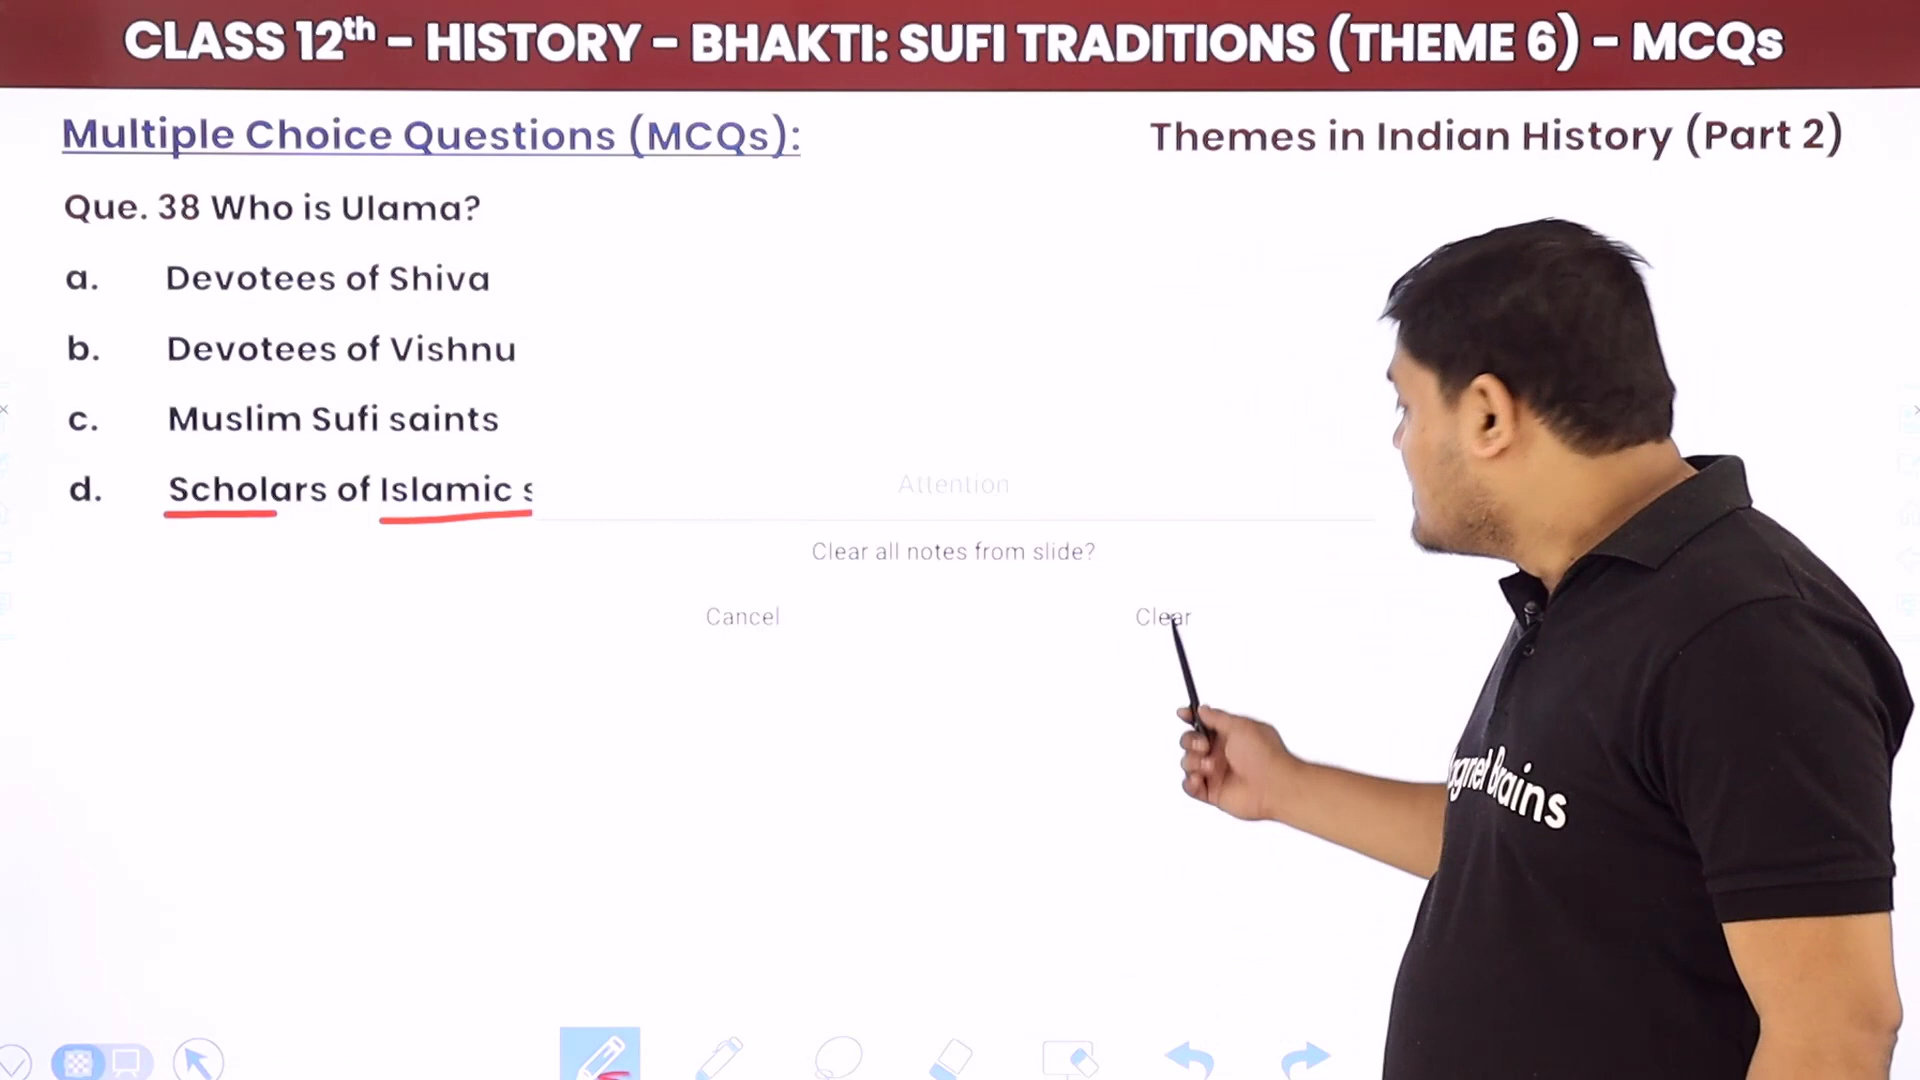 CLASS 12th – HISTORY – BHAKTI: SUFI TRADITIONS (THEME 6) – MCQs
Multiple Choice Questions (MCQs):
Themes in Indian History (Part 2)
Que. 38 Who is Ulama?
a. Devotees of Shiva
b. Devotees of Vishnu
c. Muslim Sufi saints
d. Scholars of Islamic s
Attention
Clear all notes from slide?
Cancel Clear
Brains